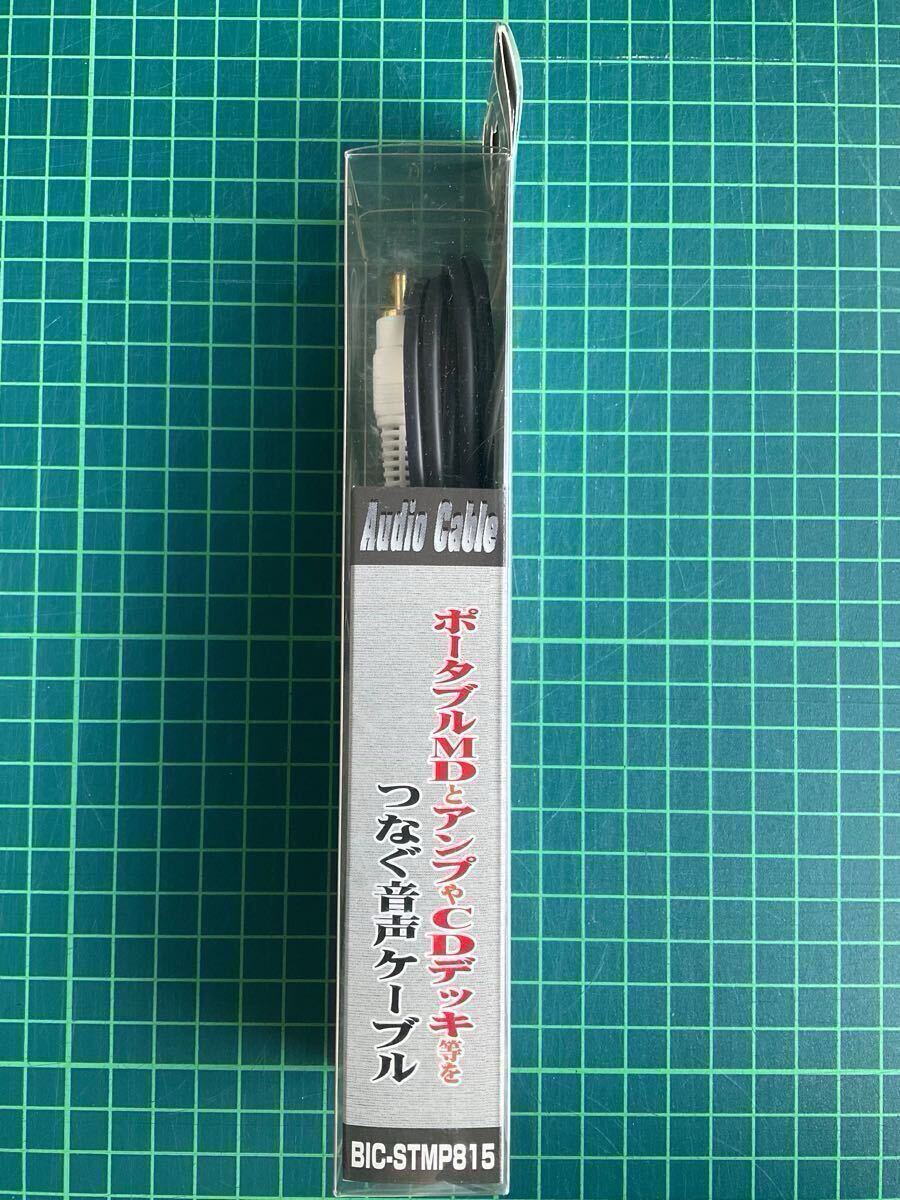 Audio Cable
ポータブルMDとアンプやCDデッキ等を
つなぐ音声ケーブル
BIC-STMP815